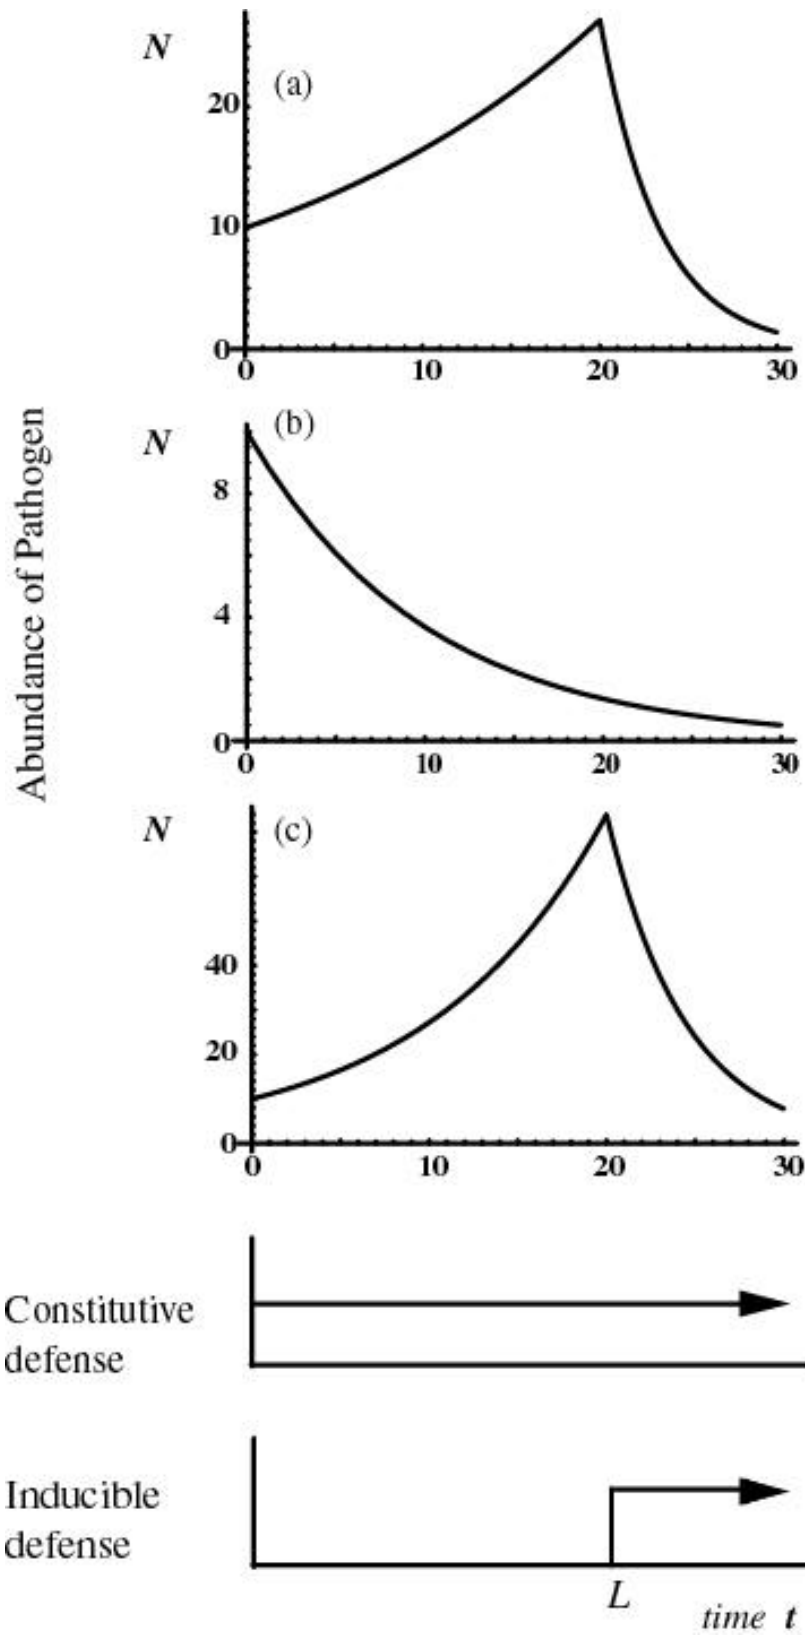 N
(a)
20
10
0
0 10 20 30
Abundance of Pathogen
N
(b)
8
4
0
0 10 20 30
N
(c)
40
20
0
0 10 20 30
Constitutive
defense
Inducible
defense
L
time t